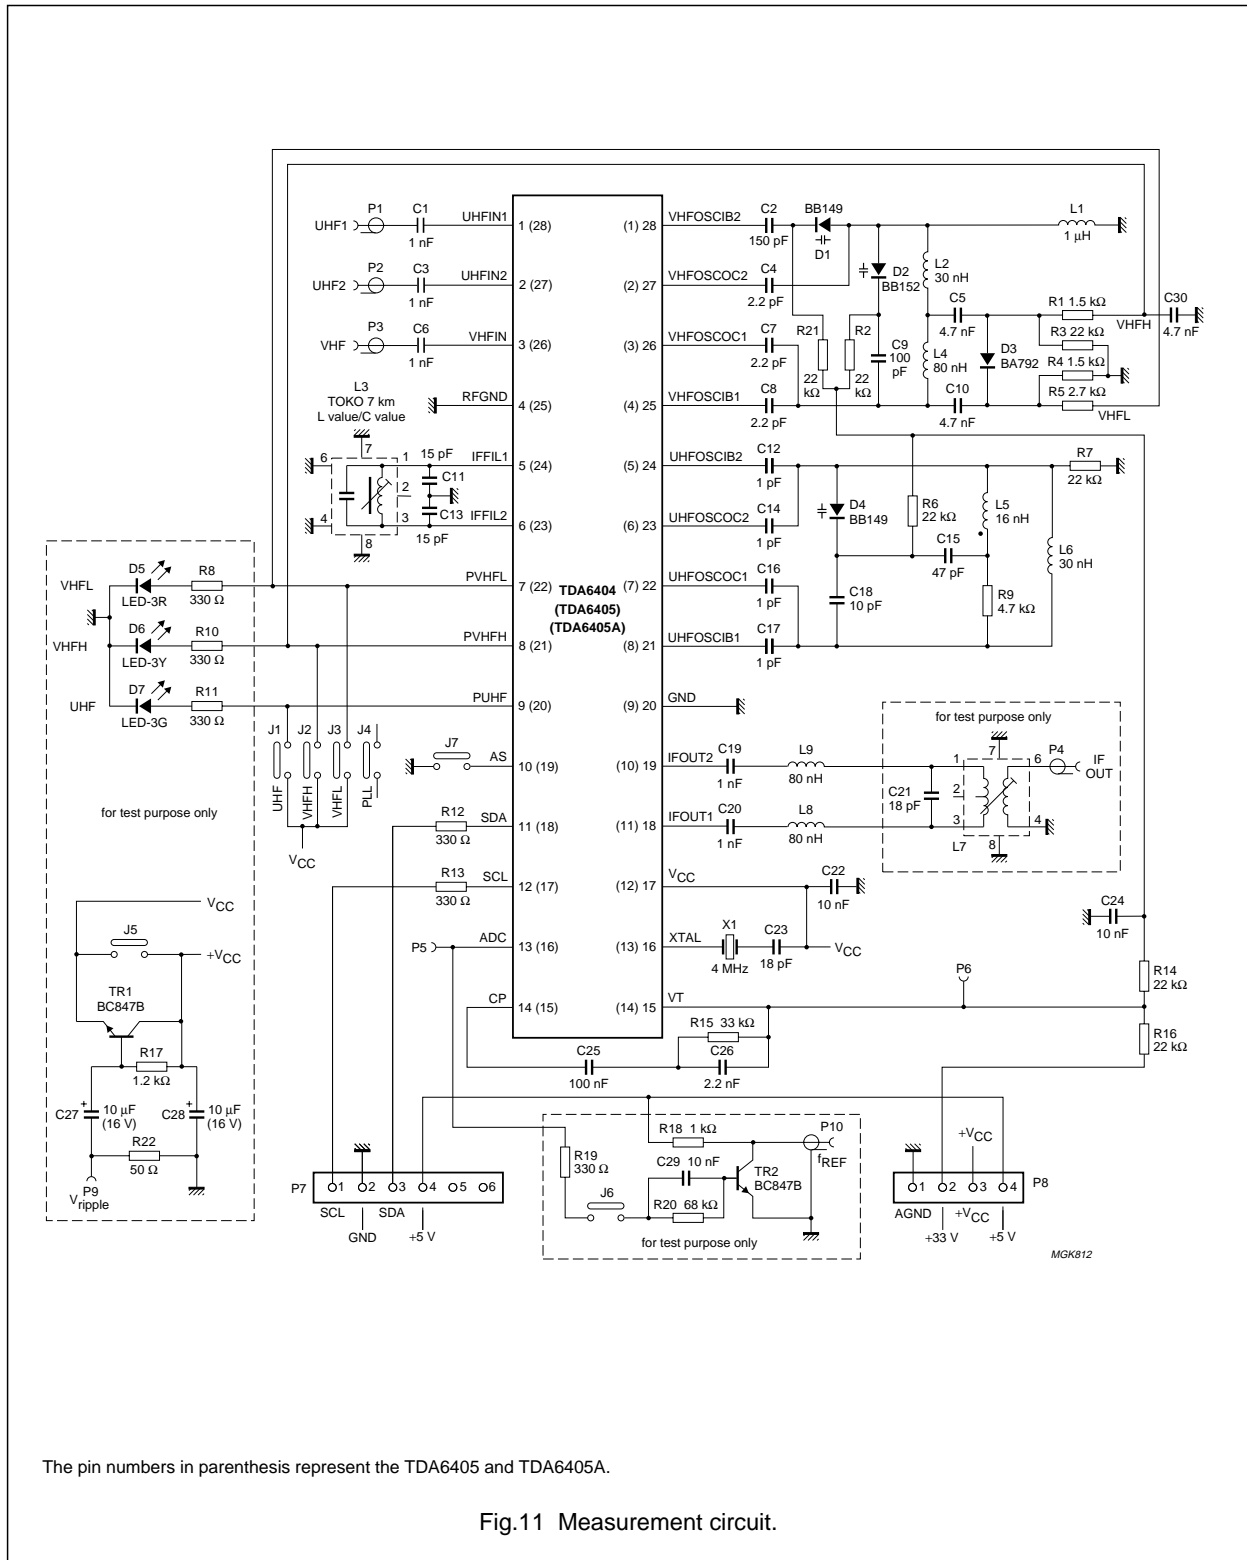 P1 C1 UHFIN1
UHF1 1 nF 1 (28)
P2 C3 UHFIN2
UHF2 1 nF 2 (27)
P3 C6 VHFIN
VHF 1 nF 3 (26)
L3
TOKO 7 km
L value/C value
RFGND 4 (25)
7
6 1 15 pF IFFIL1 5 (24)
C11
2
C13
4 3 IFFIL2 6 (23)
8 15 pF
VHFL D5 R8 PVHFL 7 (22)
LED-3R 330 Ω
VHFH D6 R10 PVHFH 8 (21)
LED-3Y 330 Ω
UHF D7 R11 PUHF 9 (20)
LED-3G 330 Ω
J1 J2 J3 J4
UHF VHFH VHFL PLL
VCC
J7 AS 10 (19)
for test purpose only
R12 SDA 11 (18)
330 Ω
R13 SCL 12 (17)
330 Ω
P5 ADC 13 (16)
CP 14 (15)
TDA6404
(TDA6405)
(TDA6405A)
VCC
J5 +VCC
TR1
BC847B
R17
1.2 kΩ
C27 + 10 µF
(16 V)
C28 + 10 µF
(16 V)
R22
50 Ω
P9
Vripple
(1) 28 VHFOSCIB2 C2 150 pF
BB149
D1
L1
1 µH
(2) 27 VHFOSCOC2 C4 2.2 pF
D2
BB152
L2
30 nH
(3) 26 VHFOSCOC1 C7 2.2 pF
R21
22
kΩ
R2
22
kΩ
C9
100
pF
L4
80 nH
C5
4.7 nF
D3
BA792
R1 1.5 kΩ
VHFH
R3 22 kΩ
R4 1.5 kΩ
R5 2.7 kΩ
VHFL
C30
4.7 nF
(4) 25 VHFOSCIB1 C8 2.2 pF
C10
4.7 nF
(5) 24 UHFOSCIB2 C12 1 pF
R7
22 kΩ
(6) 23 UHFOSCOC2 C14 1 pF
D4
BB149
R6
22 kΩ
L5
16 nH
C15
47 pF
L6
30 nH
(7) 22 UHFOSCOC1 C16 1 pF
C18
10 pF
R9
4.7 kΩ
(8) 21 UHFOSCIB1 C17 1 pF
(9) 20 GND
for test purpose only
(10) 19 IFOUT2 C19 1 nF L9 80 nH
C21
18 pF
1 7 6 P4 IF
OUT
2
3 8 4
L7
(11) 18 IFOUT1 C20 1 nF L8 80 nH
(12) 17 VCC
C22
10 nF
(13) 16 XTAL
X1
4 MHz
C23
18 pF
VCC
C24
10 nF
P6
R14
22 kΩ
(14) 15 VT
R15 33 kΩ
C26
2.2 nF
C25
100 nF
R16
22 kΩ
P7 1 2 3 4 5 6
SCL SDA
GND +5 V
R19
330 Ω
R18 1 kΩ
P10
fREF
C29 10 nF
TR2
BC847B
J6
R20 68 kΩ
for test purpose only
+VCC
1 2 3 4 P8
AGND +VCC
+33 V +5 V
MGK812
The pin numbers in parenthesis represent the TDA6405 and TDA6405A.
Fig.11 Measurement circuit.